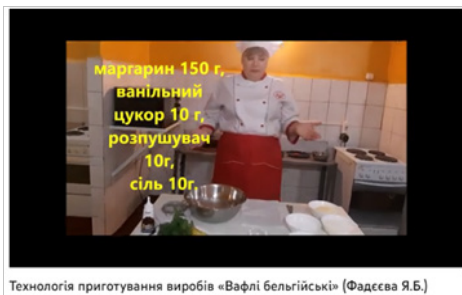 маргарин 150 г,
ванільний
цукор 10 г,
розпушувач
10г,
сіль 10г,
Технологія приготування виробів «Вафлі бельгійські» (Фадєєва Я.Б.)